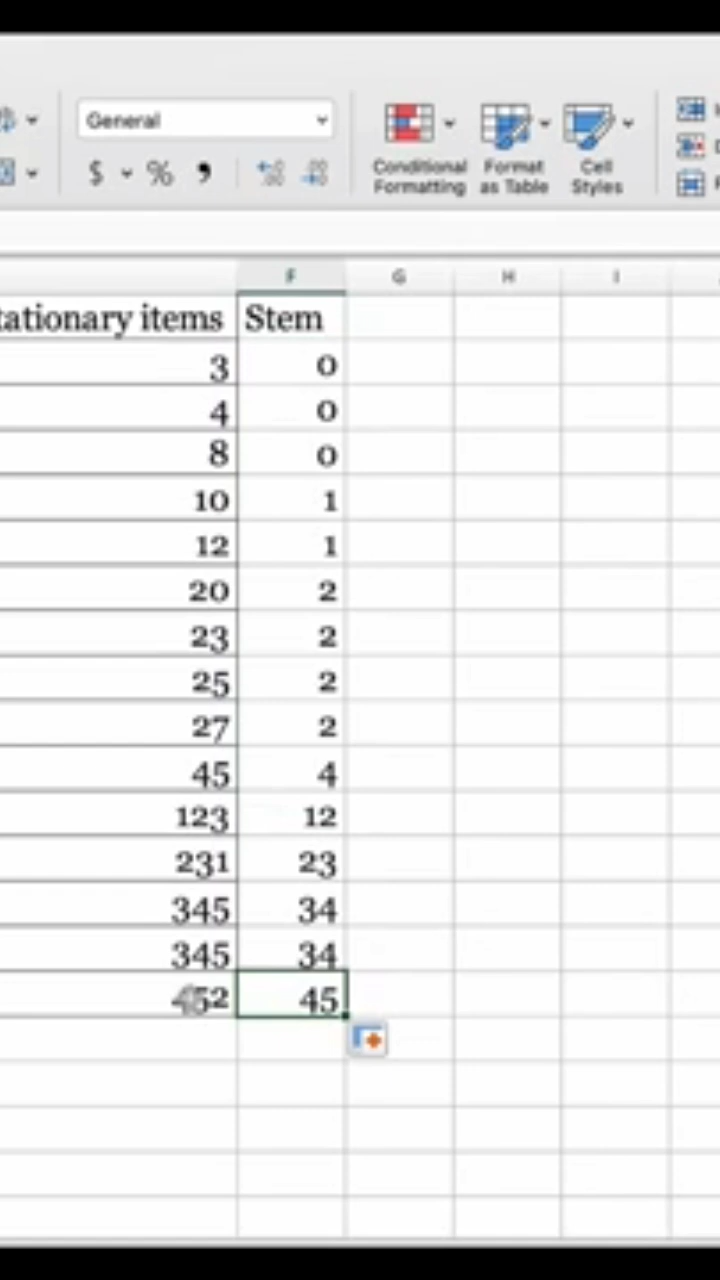 General
$ % ,
Conditional Formatting
Format as Table
Cell Styles
F G H I
tationary items Stem
3 0
4 0
8 0
10 1
12 1
20 2
23 2
25 2
27 2
45 4
123 12
231 23
345 34
345 34
452 45